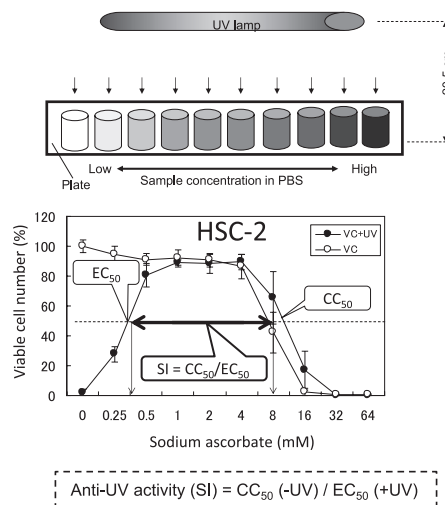 UV lamp
Low
High
Sample concentration in PBS
Plate
HSC-2
VC+UV
VC
EC50
CC50
SI = CC50/EC50
Viable cell number (%)
120
100
80
60
40
20
0
0 0.25 0.5 1 2 4 8 16 32 64
Sodium ascorbate (mM)
Anti-UV activity (SI) = CC50 (-UV) / EC50 (+UV)